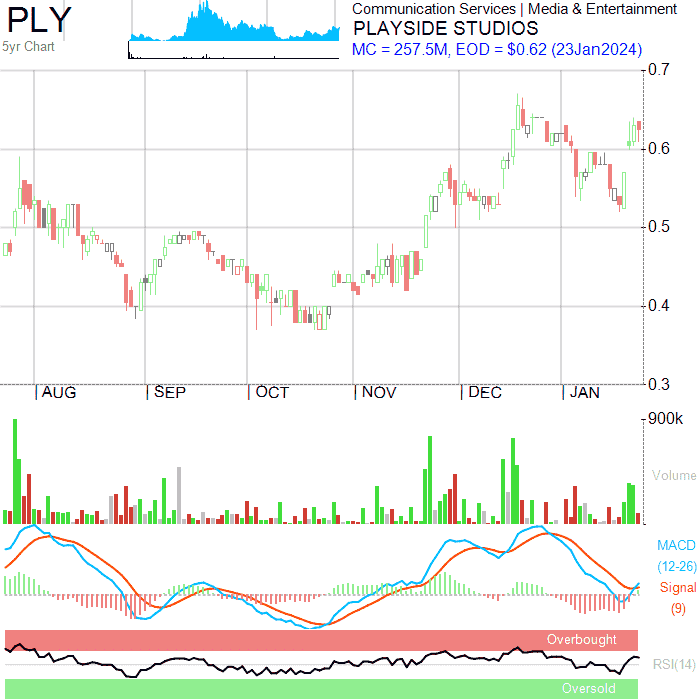 PLY
5yr Chart
Communication Services | Media & Entertainment
PLAYSIDE STUDIOS
MC = 257.5M, EOD = $0.62 (23Jan2024)
0.7
0.6
0.5
0.4
0.3
AUG SEP OCT NOV DEC JAN
900k
Volume
MACD
(12-26)
Signal
(9)
Overbought
RSI(14)
Oversold